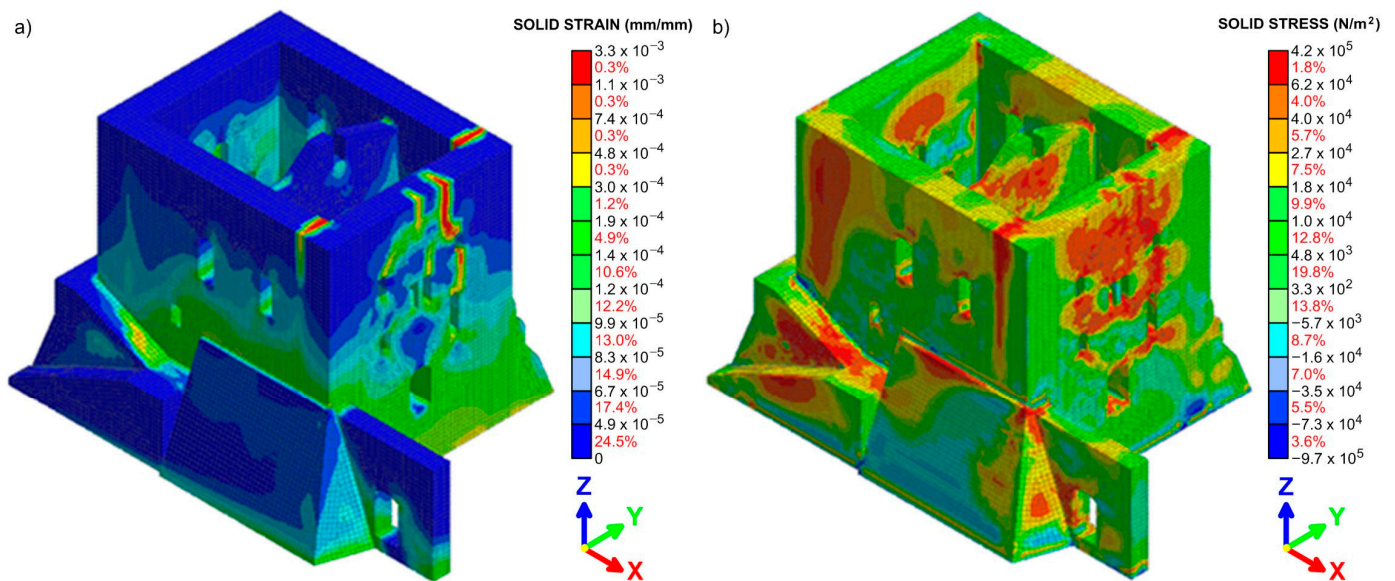 a)
SOLID STRAIN (mm/mm)
3.3 x 10⁻³
0.3%
1.1 x 10⁻³
0.3%
7.4 x 10⁻⁴
0.3%
4.8 x 10⁻⁴
0.3%
3.0 x 10⁻⁴
1.2%
1.9 x 10⁻⁴
4.9%
1.4 x 10⁻⁴
10.6%
1.2 x 10⁻⁴
12.2%
9.9 x 10⁻⁵
13.0%
8.3 x 10⁻⁵
14.9%
6.7 x 10⁻⁵
17.4%
4.9 x 10⁻⁵
24.5%
0
Z
Y
X
b)
SOLID STRESS (N/m²)
4.2 x 10⁵
1.8%
6.2 x 10⁴
4.0%
4.0 x 10⁴
5.7%
2.7 x 10⁴
7.5%
1.8 x 10⁴
9.9%
1.0 x 10⁴
12.8%
4.8 x 10³
19.8%
3.3 x 10²
13.8%
−5.7 x 10³
8.7%
−1.6 x 10⁴
7.0%
−3.5 x 10⁴
5.5%
−7.3 x 10⁴
3.6%
−9.7 x 10⁵
Z
Y
X